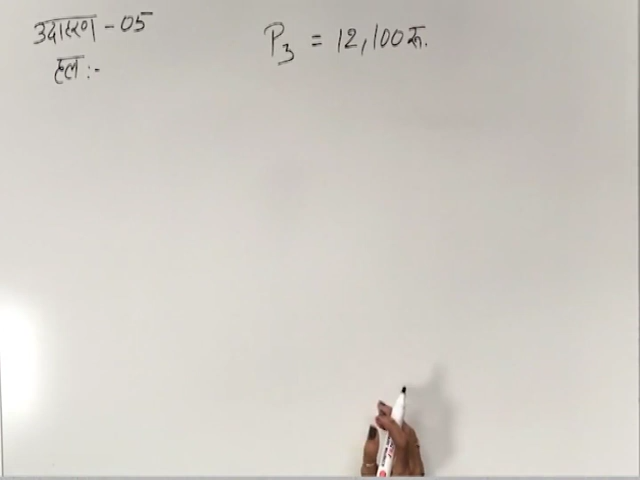 उदाहरण - 05
P3 = 12,100 रू.
हल :-